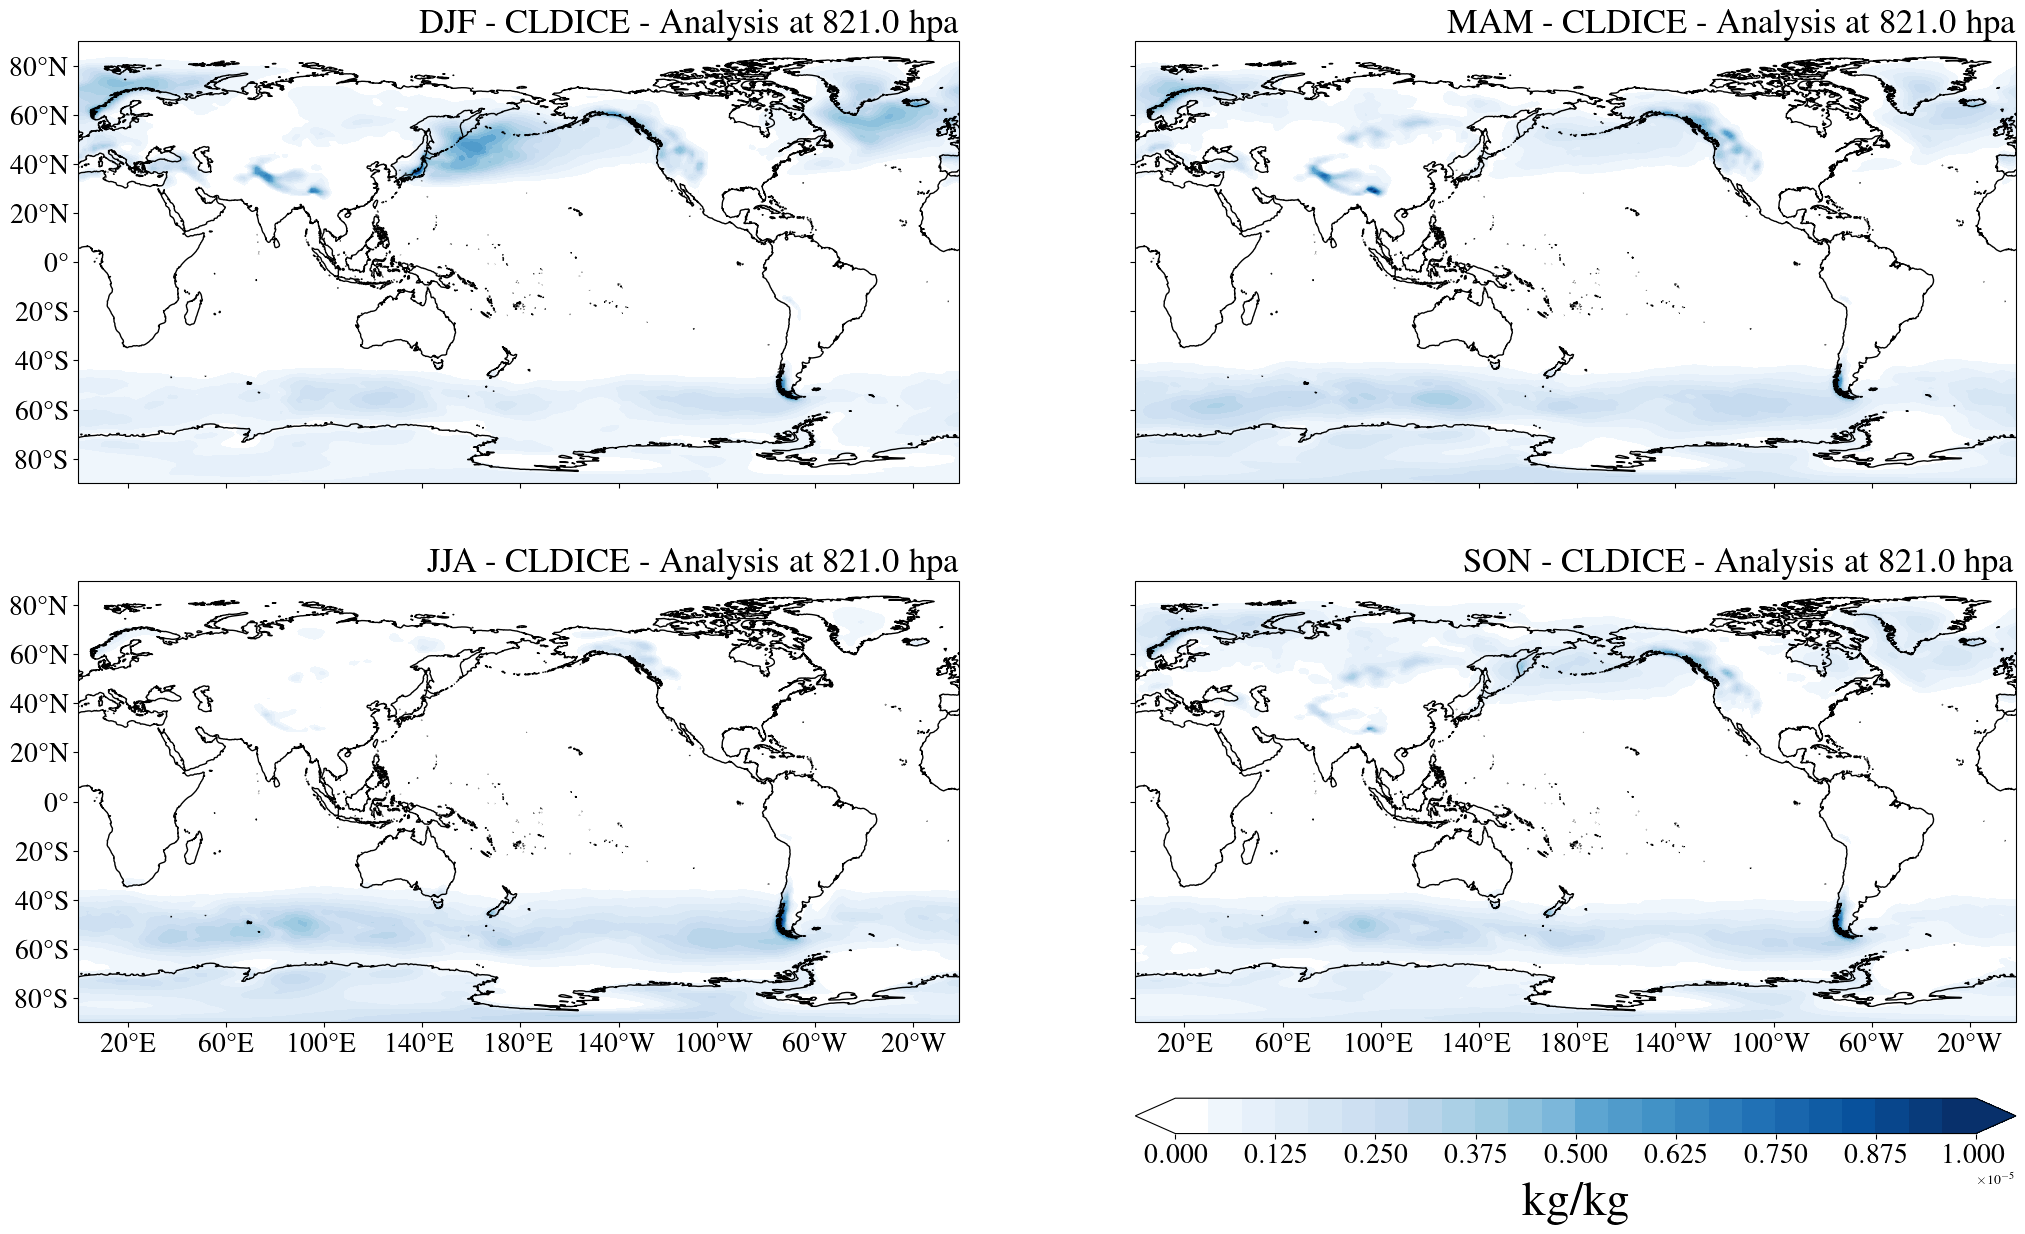 DJF - CLDICE - Analysis at 821.0 hpa
MAM - CLDICE - Analysis at 821.0 hpa
80°N
60°N
40°N
20°N
0°
20°S
40°S
60°S
80°S
JJA - CLDICE - Analysis at 821.0 hpa
SON - CLDICE - Analysis at 821.0 hpa
80°N
60°N
40°N
20°N
0°
20°S
40°S
60°S
80°S
20°E 60°E 100°E 140°E 180°E 140°W 100°W 60°W 20°W
20°E 60°E 100°E 140°E 180°E 140°W 100°W 60°W 20°W
0.000 0.125 0.250 0.375 0.500 0.625 0.750 0.875 1.000
×10⁻⁵
kg/kg